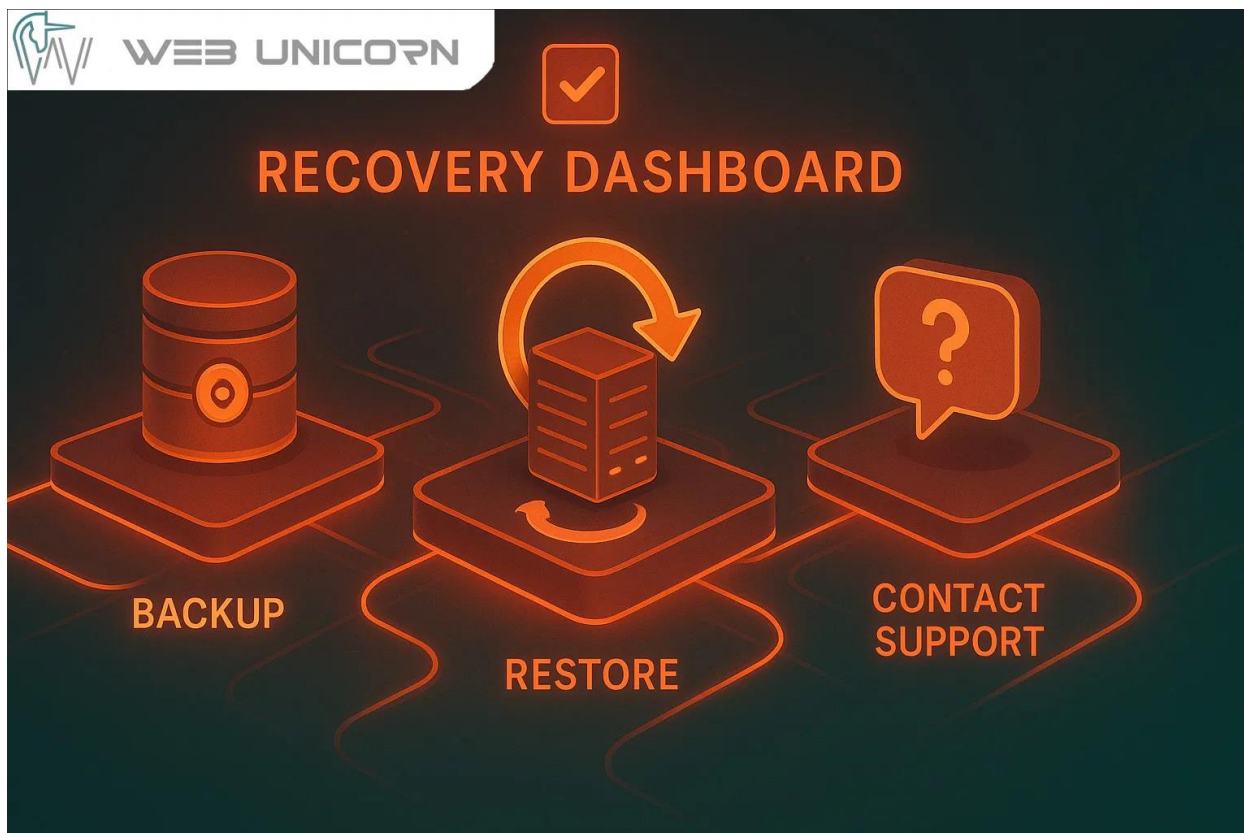 WEB UNICORN
RECOVERY DASHBOARD
BACKUP
RESTORE
CONTACT
SUPPORT